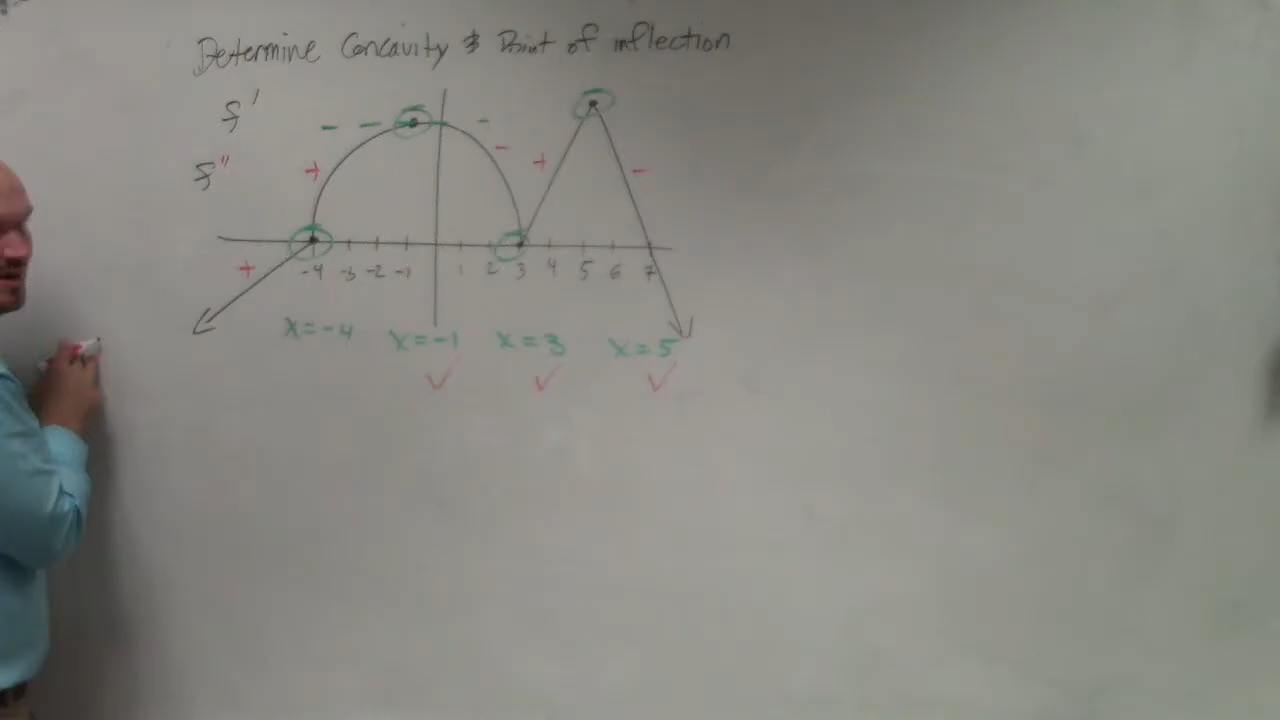 Determine Concavity & Point of inflection
f'
f"
- - - -
+ - + -
+
-4 -3 -2 -1 1 2 3 4 5 6 7
x=-4 x=-1 x=3 x=5
✓ ✓ ✓